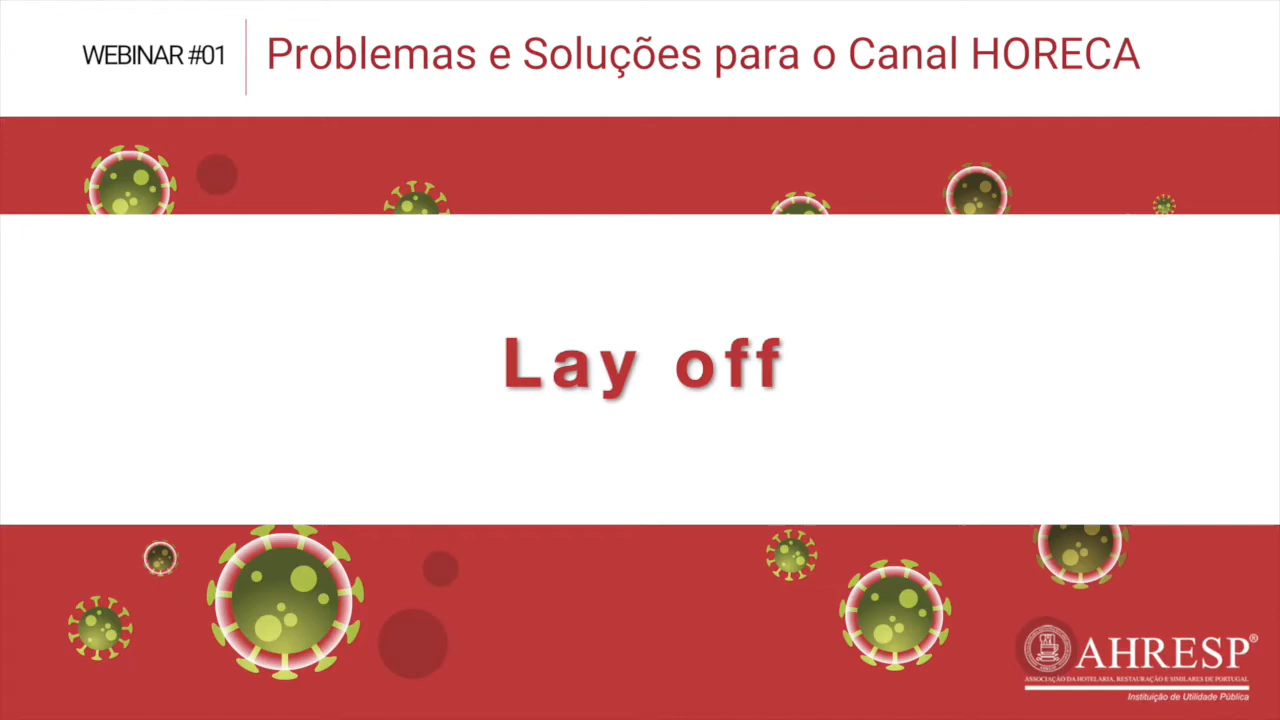 WEBINAR #01
Problemas e Soluções para o Canal HORECA
Lay off
AHRESP®
ASSOCIAÇÃO DA HOTELARIA, RESTAURAÇÃO E SIMILARES DE PORTUGAL
Instituição de Utilidade Pública